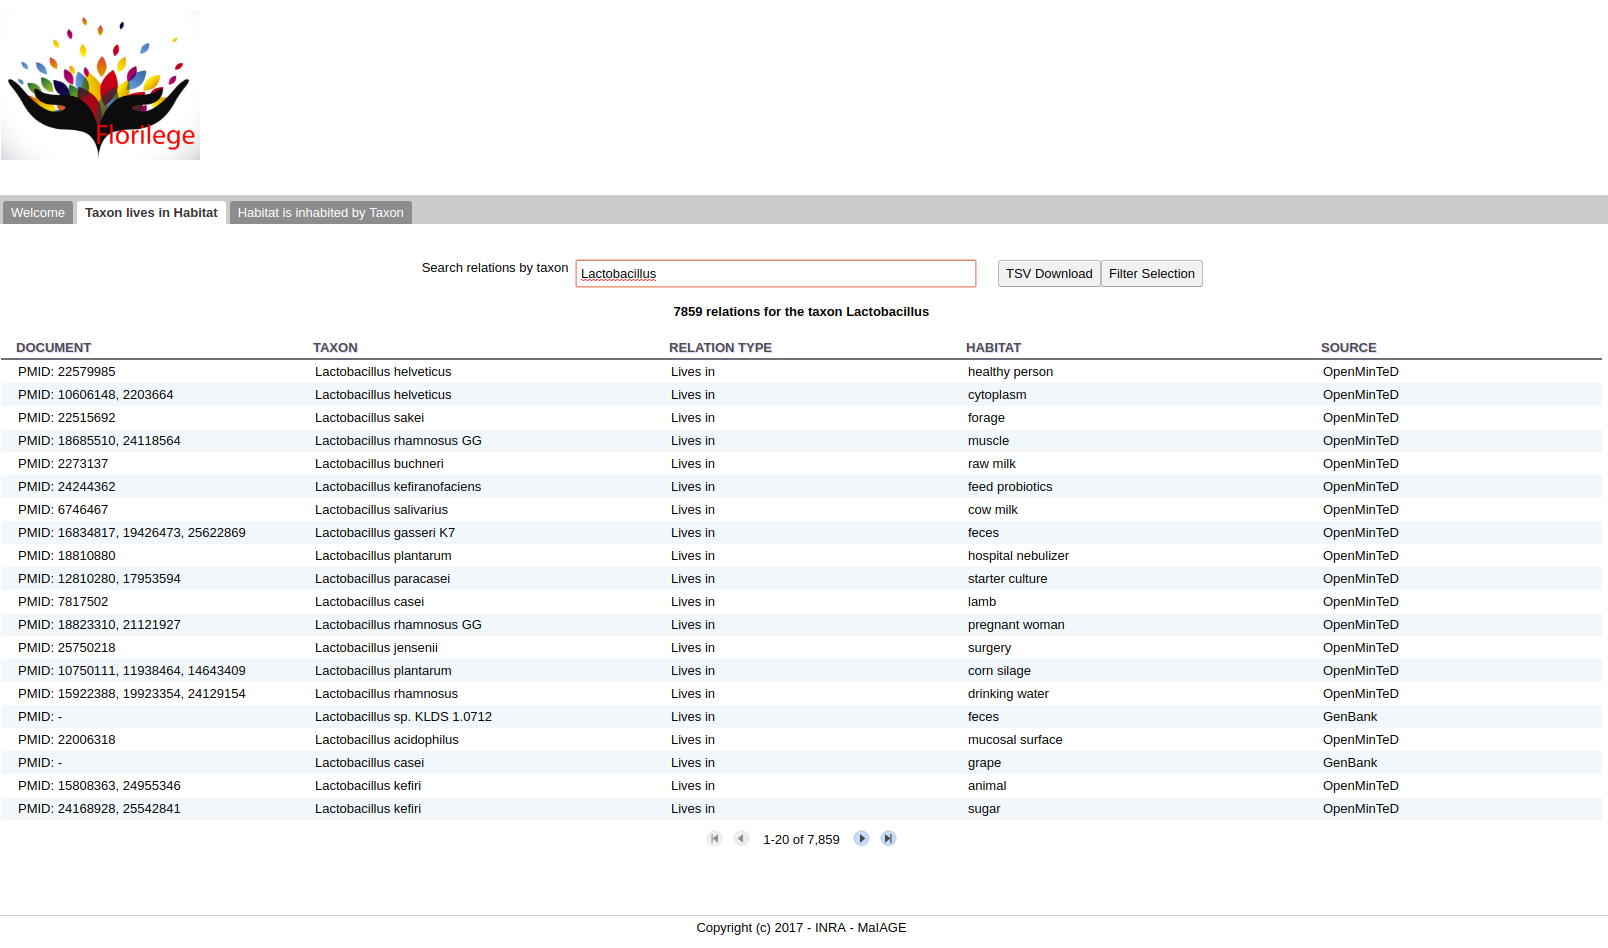 Florilege
Welcome Taxon lives in Habitat Habitat is inhabited by Taxon
Search relations by taxon Lactobacillus TSV Download Filter Selection
7859 relations for the taxon Lactobacillus
DOCUMENT TAXON RELATION TYPE HABITAT SOURCE
PMID: 22579985 Lactobacillus helveticus Lives in healthy person OpenMinTeD
PMID: 10606148, 2203664 Lactobacillus helveticus Lives in cytoplasm OpenMinTeD
PMID: 22515692 Lactobacillus sakei Lives in forage OpenMinTeD
PMID: 18685510, 24118564 Lactobacillus rhamnosus GG Lives in muscle OpenMinTeD
PMID: 2273137 Lactobacillus buchneri Lives in raw milk OpenMinTeD
PMID: 24244362 Lactobacillus kefiranofaciens Lives in feed probiotics OpenMinTeD
PMID: 6746467 Lactobacillus salivarius Lives in cow milk OpenMinTeD
PMID: 16834817, 19426473, 25622869 Lactobacillus gasseri K7 Lives in feces OpenMinTeD
PMID: 18810880 Lactobacillus plantarum Lives in hospital nebulizer OpenMinTeD
PMID: 12810280, 17953594 Lactobacillus paracasei Lives in starter culture OpenMinTeD
PMID: 7817502 Lactobacillus casei Lives in lamb OpenMinTeD
PMID: 18823310, 21121927 Lactobacillus rhamnosus GG Lives in pregnant woman OpenMinTeD
PMID: 25750218 Lactobacillus jensenii Lives in surgery OpenMinTeD
PMID: 10750111, 11938464, 14643409 Lactobacillus plantarum Lives in corn silage OpenMinTeD
PMID: 15922388, 19923354, 24129154 Lactobacillus rhamnosus Lives in drinking water OpenMinTeD
PMID: - Lactobacillus sp. KLDS 1.0712 Lives in feces GenBank
PMID: 22006318 Lactobacillus acidophilus Lives in mucosal surface OpenMinTeD
PMID: - Lactobacillus casei Lives in grape GenBank
PMID: 15808363, 24955346 Lactobacillus kefiri Lives in animal OpenMinTeD
PMID: 24168928, 25542841 Lactobacillus kefiri Lives in sugar OpenMinTeD
1-20 of 7,859
Copyright (c) 2017 - INRA - MaIAGE